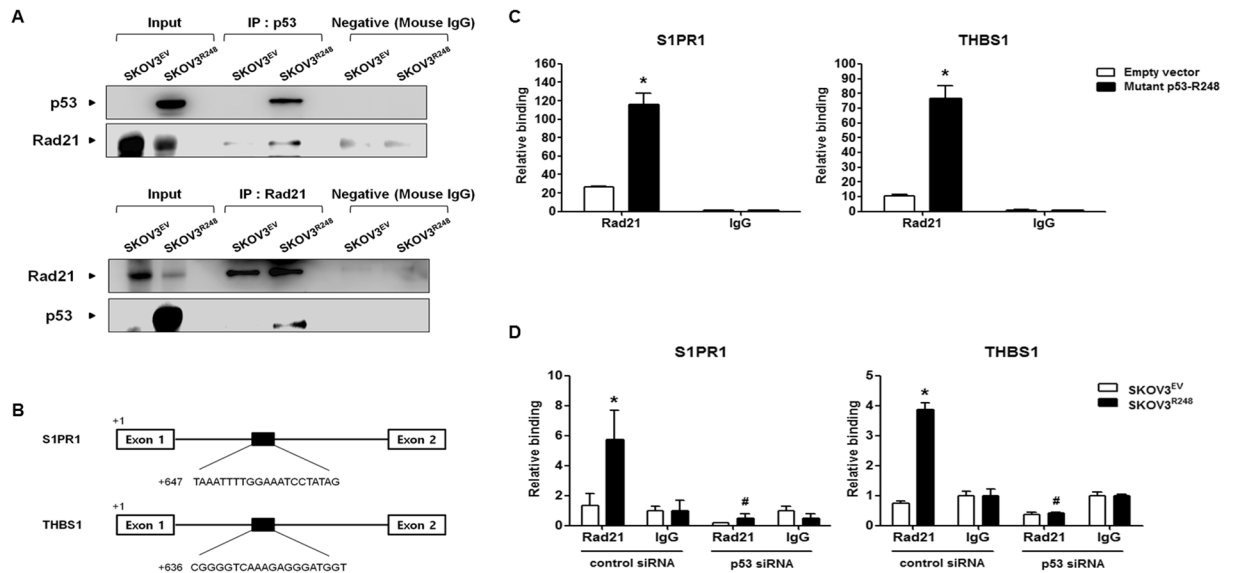 A
Input IP : p53 Negative (Mouse IgG)
SKOV3EV SKOV3R248 SKOV3EV SKOV3R248 SKOV3EV SKOV3R248
p53
Rad21
Input IP : Rad21 Negative (Mouse IgG)
SKOV3EV SKOV3R248 SKOV3EV SKOV3R248 SKOV3EV SKOV3R248
Rad21
p53
B
+1
S1PR1 Exon 1 Exon 2
+647 TAAATTTTGGAAATCCTATAG
+1
THBS1 Exon 1 Exon 2
+636 CGGGGTCAAAGAGGGATGGT
C
S1PR1
Relative binding
160
140
120
100
80
60
40
20
0
*
Rad21 IgG
THBS1
Relative binding
100
90
80
70
60
50
40
30
20
10
0
*
Rad21 IgG
Empty vector
Mutant p53-R248
D
S1PR1
Relative binding
10
8
6
4
2
0
*
#
Rad21 IgG Rad21 IgG
control siRNA p53 siRNA
THBS1
Relative binding
5
4
3
2
1
0
*
#
Rad21 IgG Rad21 IgG
control siRNA p53 siRNA
SKOV3EV
SKOV3R248